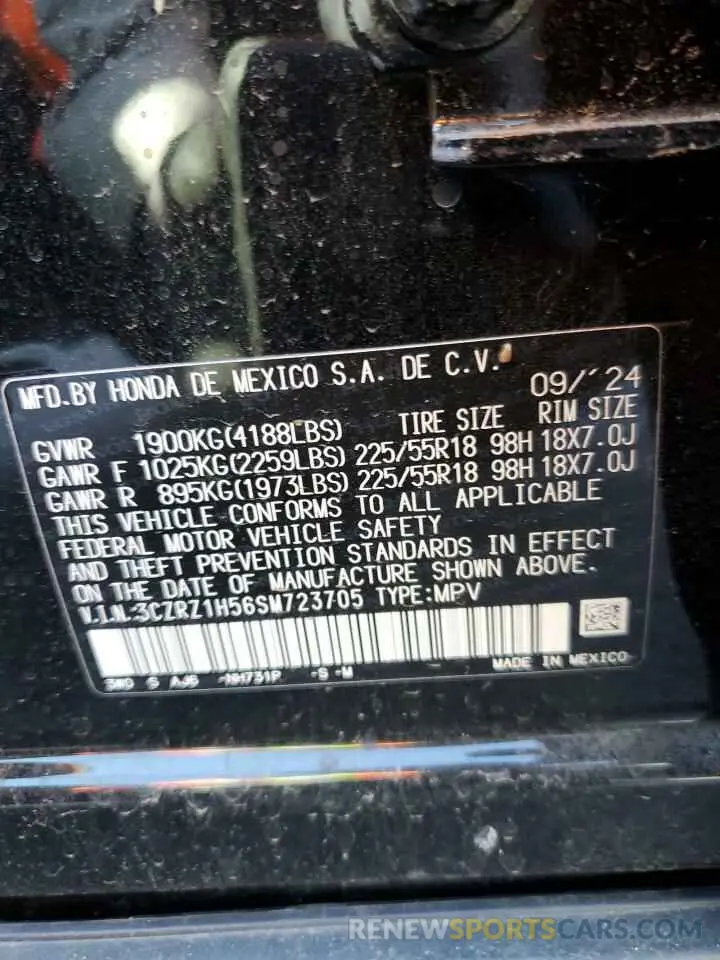 MFD.BY HONDA DE MEXICO S.A. DE C.V. 09/'24
TIRE SIZE RIM SIZE
GVWR 1900KG(4188LBS)
GAWR F 1025KG(2259LBS) 225/55R18 98H 18X7.0J
GAWR R 895KG(1973LBS) 225/55R18 98H 18X7.0J
THIS VEHICLE CONFORMS TO ALL APPLICABLE
FEDERAL MOTOR VEHICLE SAFETY
AND THEFT PREVENTION STANDARDS IN EFFECT
ON THE DATE OF MANUFACTURE SHOWN ABOVE.
V.I.N.:3CZRZ1H56SM723705 TYPE:MPV
3W0 S AJB -NH731P -S -M MADE IN MEXICO
RENEWSPORTSCARS.COM